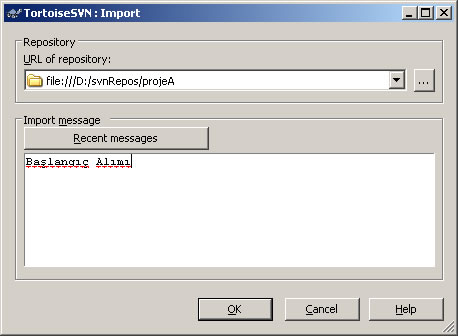 TortoiseSVN : Import
Repository
URL of repository:
file:///D:/svnRepos/projeA
...
Import message
Recent messages
Başlangıç Alımı
OK
Cancel
Help